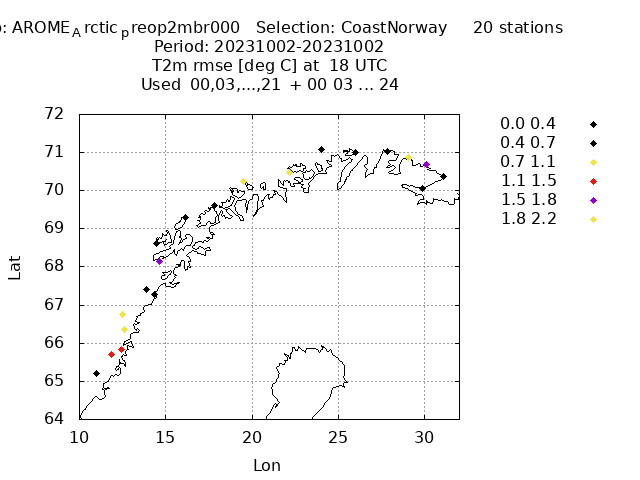 : AROME_Arctic_preop2mbr000 Selection: CoastNorway 20 stations
Period: 20231002-20231002
T2m rmse [deg C] at 18 UTC
Used 00,03,...,21 + 00 03 ... 24
72
71
70
69
68
67
66
65
64
Lat
10 15 20 25 30
Lon
0.0 0.4
0.4 0.7
0.7 1.1
1.1 1.5
1.5 1.8
1.8 2.2